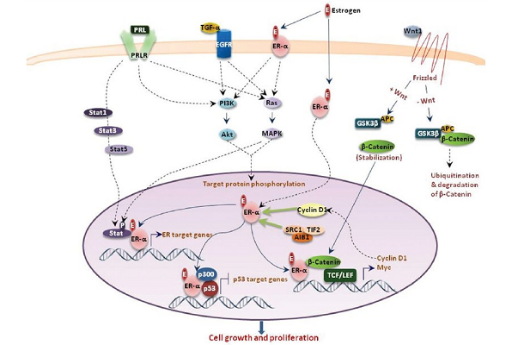 PRL
PRLR
TGF-α
EGFR
E
ER-α
E
Estrogen
Wnt1
Frizzled
+ Wnt
- Wnt
Stat1
Stat3
Stat5
PI3K
Ras
Akt
MAPK
E
ER-α
GSK3β
APC
β-Catenin
(Stabilization)
GSK3β
APC
β-Catenin
Ubiquitination
& degradation
of β-Catenin
Target protein phosphorylation
P
Stat
E
ER-α
ER target genes
E
ER-α
Cyclin D1
SRC1
TIF2
AIB1
E
ER-α
p300
p53
p53 target genes
E
ER-α
β-Catenin
TCF/LEF
Cyclin D1
Myc
Cell growth and proliferation